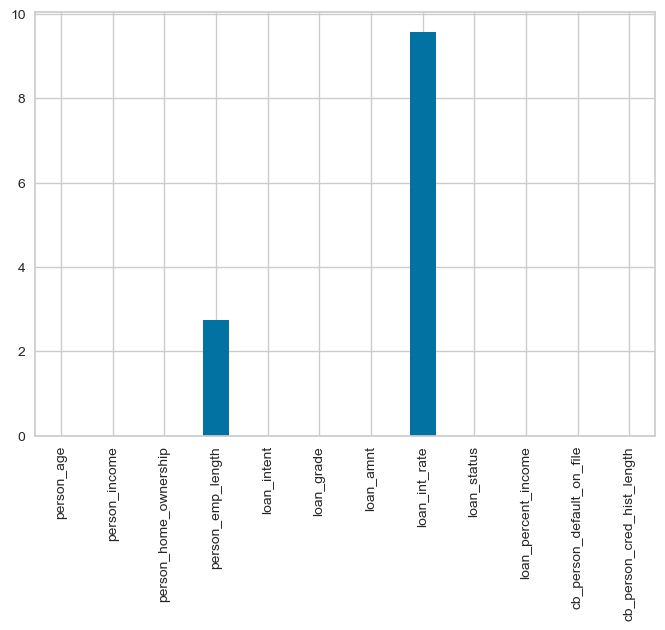 10
8
6
4
2
0
person_age
person_income
person_home_ownership
person_emp_length
loan_intent
loan_grade
loan_amnt
loan_int_rate
loan_status
loan_percent_income
cb_person_default_on_file
cb_person_cred_hist_length